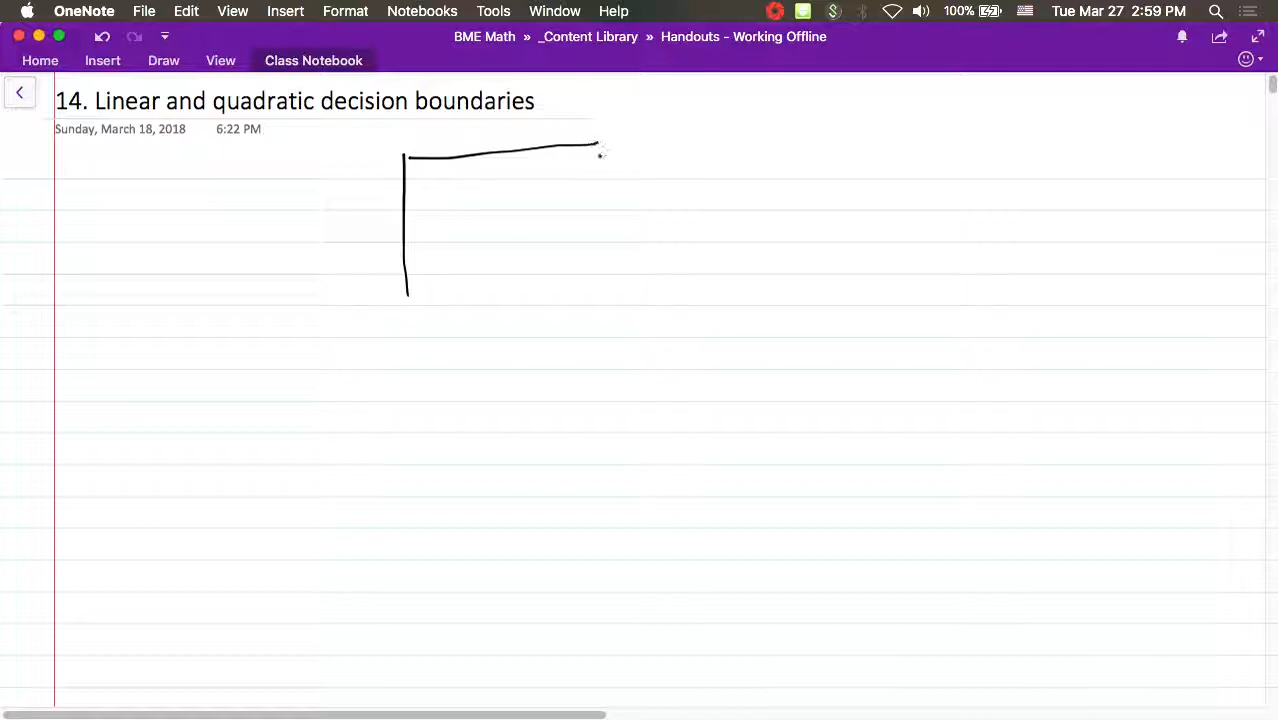 OneNote File Edit View Insert Format Notebooks Tools Window Help 100% Tue Mar 27 2:59 PM
BME Math » _Content Library » Handouts - Working Offline
Home Insert Draw View Class Notebook
14. Linear and quadratic decision boundaries
Sunday, March 18, 2018 6:22 PM